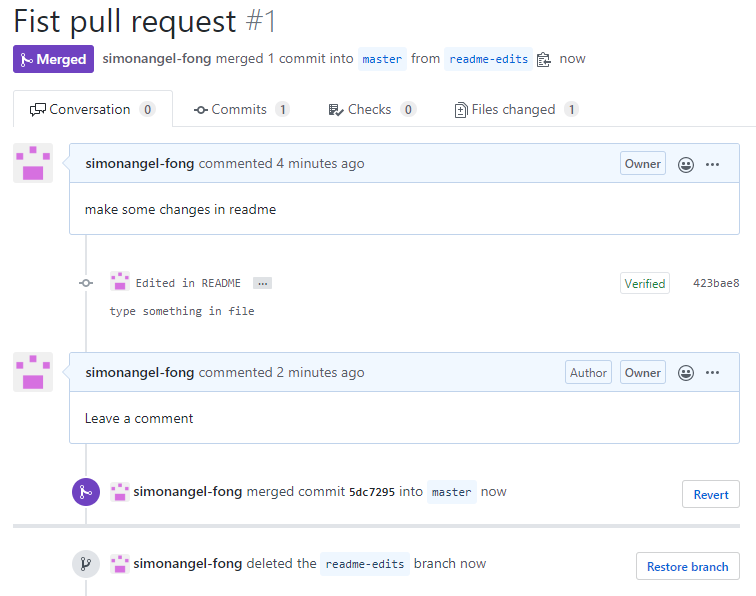 Fist pull request #1
Merged simonangel-fong merged 1 commit into master from readme-edits now
Conversation 0 Commits 1 Checks 0 Files changed 1
simonangel-fong commented 4 minutes ago Owner
make some changes in readme
Edited in README ... Verified 423bae8
type something in file
simonangel-fong commented 2 minutes ago Author Owner
Leave a comment
simonangel-fong merged commit 5dc7295 into master now Revert
simonangel-fong deleted the readme-edits branch now Restore branch